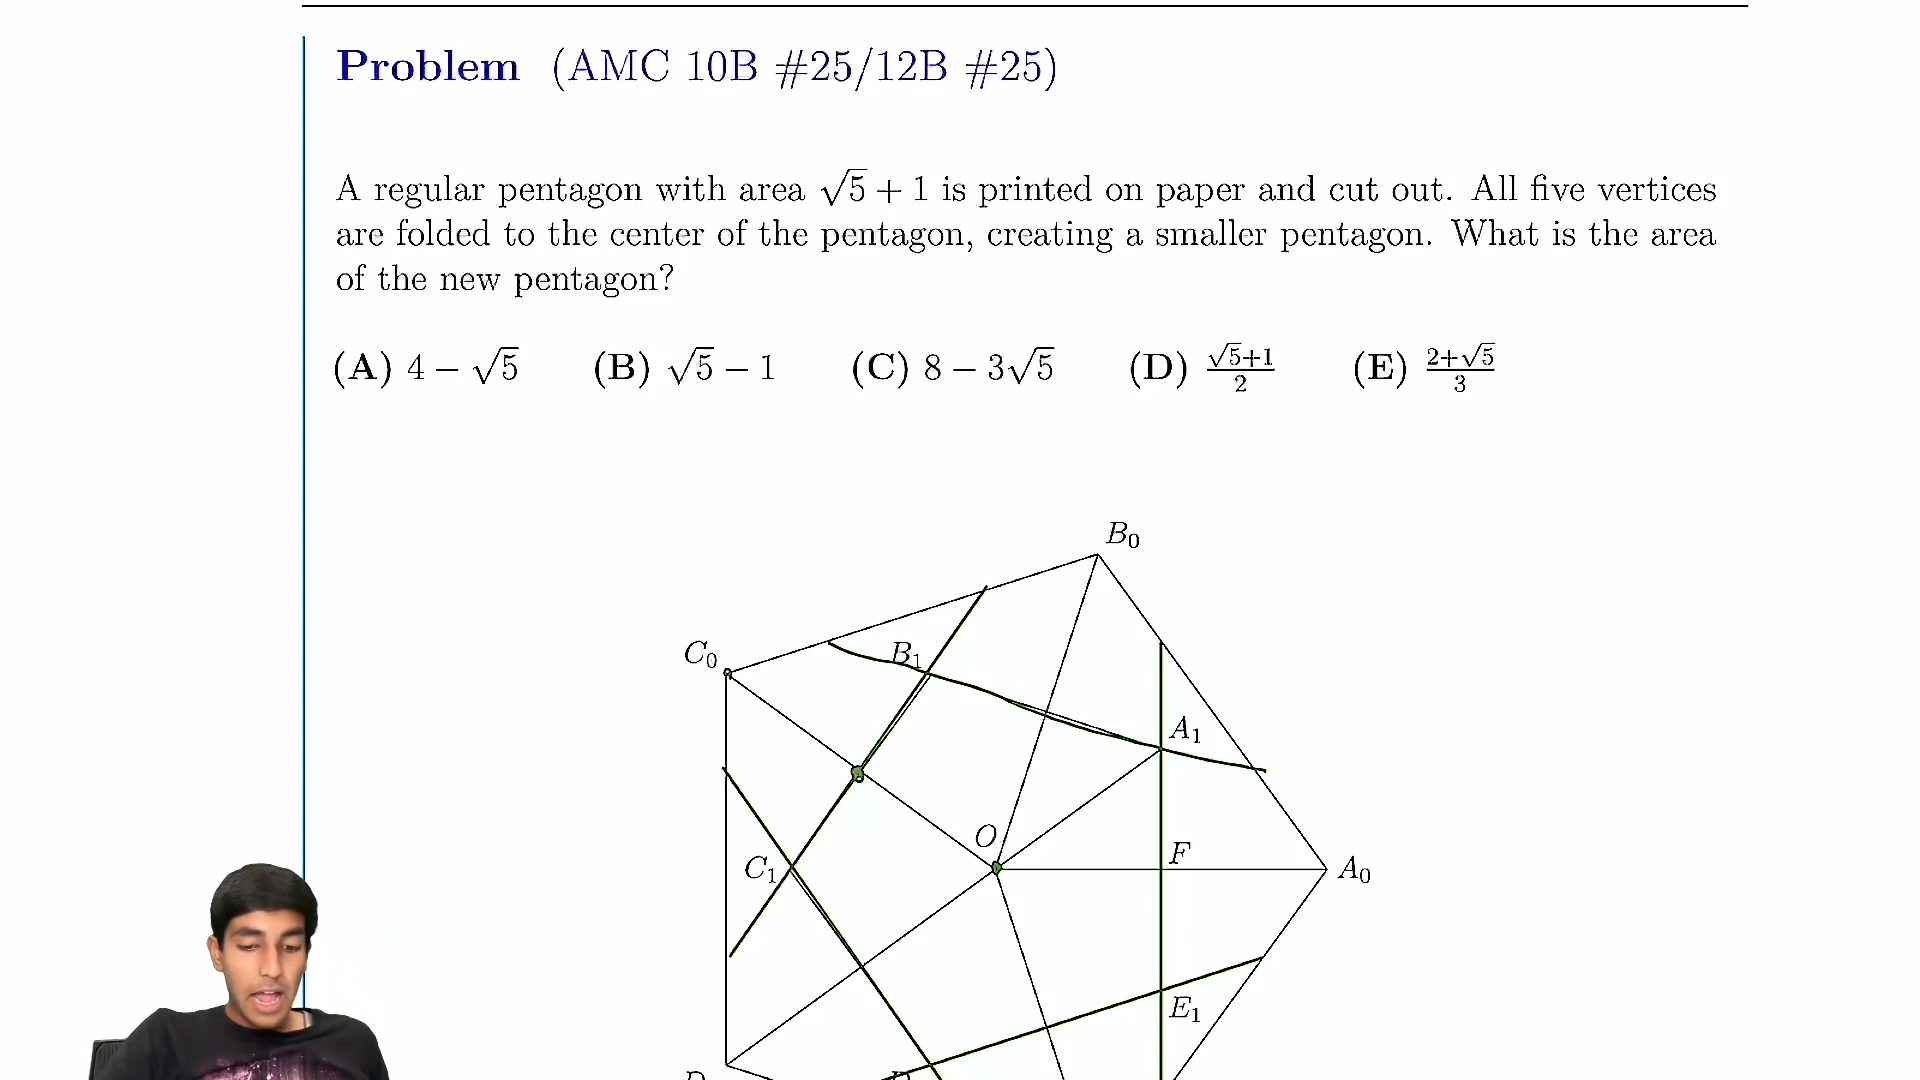 Problem (AMC 10B #25/12B #25)
A regular pentagon with area √5 + 1 is printed on paper and cut out. All five vertices
are folded to the center of the pentagon, creating a smaller pentagon. What is the area
of the new pentagon?
(A) 4 − √5 (B) √5 − 1 (C) 8 − 3√5 (D) (√5+1)/2 (E) (2+√5)/3
B₀
C₀
B₁
A₁
O
F
A₀
C₁
E₁